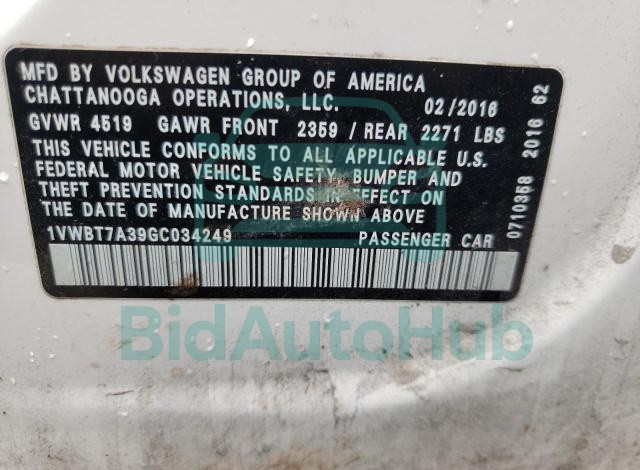 MFD BY VOLKSWAGEN GROUP OF AMERICA
CHATTANOOGA OPERATIONS, LLC. 02/2016
GVWR 4519 GAWR FRONT 2359 / REAR 2271 LBS
THIS VEHICLE CONFORMS TO ALL APPLICABLE U.S.
FEDERAL MOTOR VEHICLE SAFETY, BUMPER AND
THEFT PREVENTION STANDARDS IN EFFECT ON
THE DATE OF MANUFACTURE SHOWN ABOVE
1VWBT7A39GC034249 PASSENGER CAR
0710358 2016 62
BidAutoHub